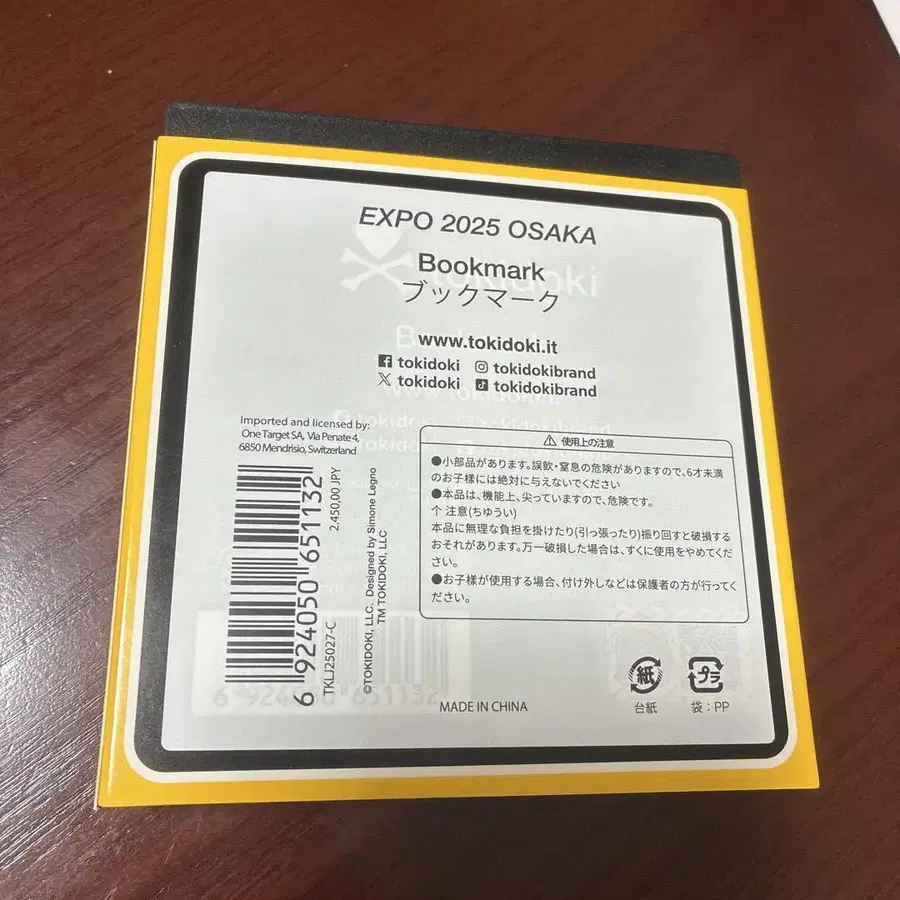 EXPO 2025 OSAKA
tokidoki
Bookmark
ブックマーク
www.tokidoki.it
tokidoki tokidokibrand
tokidoki tokidokibrand
Imported and licensed by:
One Target SA, Via Penate 4,
6850 Mendrisio, Switzerland
6 924050 651132
2.450,00 JPY
TKLJ25027-C
©TOKIDOKI, LLC. Designed by Simone Legno
TM TOKIDOKI, LLC
使用上の注意
●小部品があります。誤飲・窒息の危険がありますので、6才未満
のお子様には絶対に与えないでください
●本品は、機能上、尖っていますので、危険です。
注意(ちゆうい)
本品に無理な負担を掛けたり(引っ張ったり)振り回すと破損する
おそれがあります。万一破損した場合は、すぐに使用をやめてくだ
さい。
●お子様が使用する場合、付け外しなどは保護者の方が行ってく
ださい。
6 924050 651132
MADE IN CHINA
紙
台紙
プラ
袋：PP